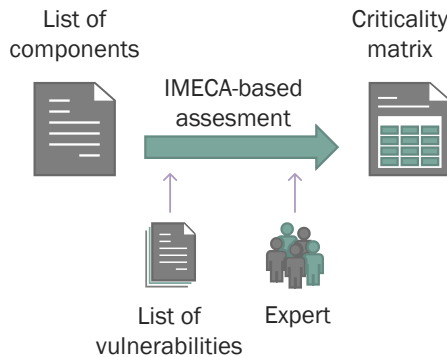 List of
components
IMECA-based
assesment
Criticality
matrix
List of
vulnerabilities
Expert